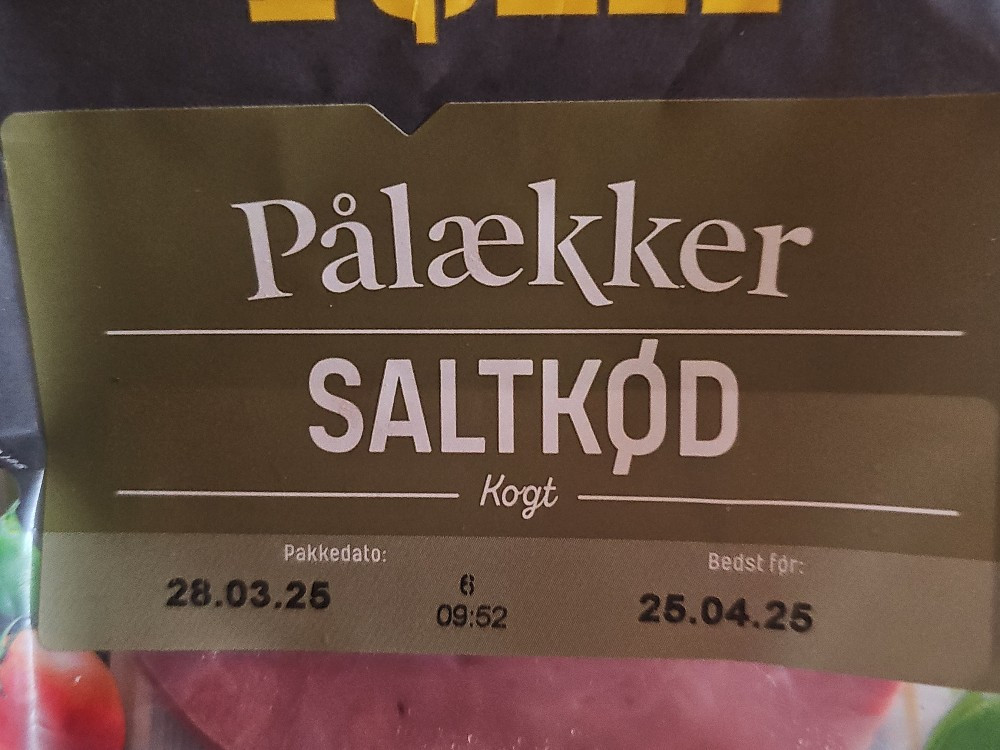 Pålækker
SALTKØD
Kogt
Pakkedato:
28.03.25
6
09:52
Bedst før:
25.04.25